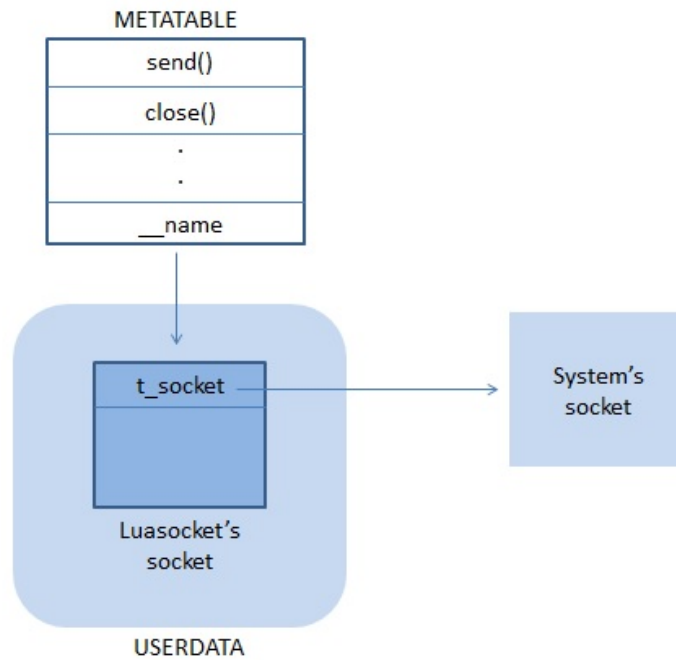 METATABLE
send()
close()
.
.
__name
t_socket
System’s
socket
Luasocket’s
socket
USERDATA